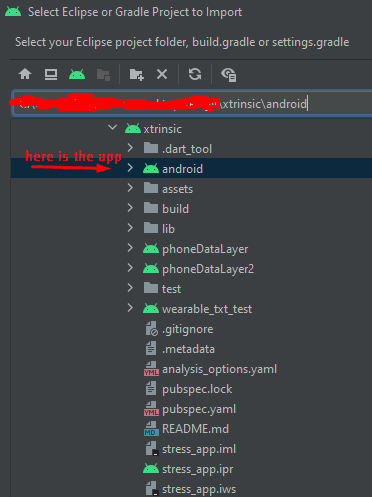 Select Eclipse or Gradle Project to Import
Select your Eclipse project folder, build.gradle or settings.gradle
\xtrinsic\android
xtrinsic
.dart_tool
here is the app
android
assets
build
lib
phoneDataLayer
phoneDataLayer2
test
wearable_txt_test
.gitignore
.metadata
YML
analysis_options.yaml
pubspec.lock
YML
pubspec.yaml
MD
README.md
stress_app.iml
stress_app.ipr
stress_app.iws